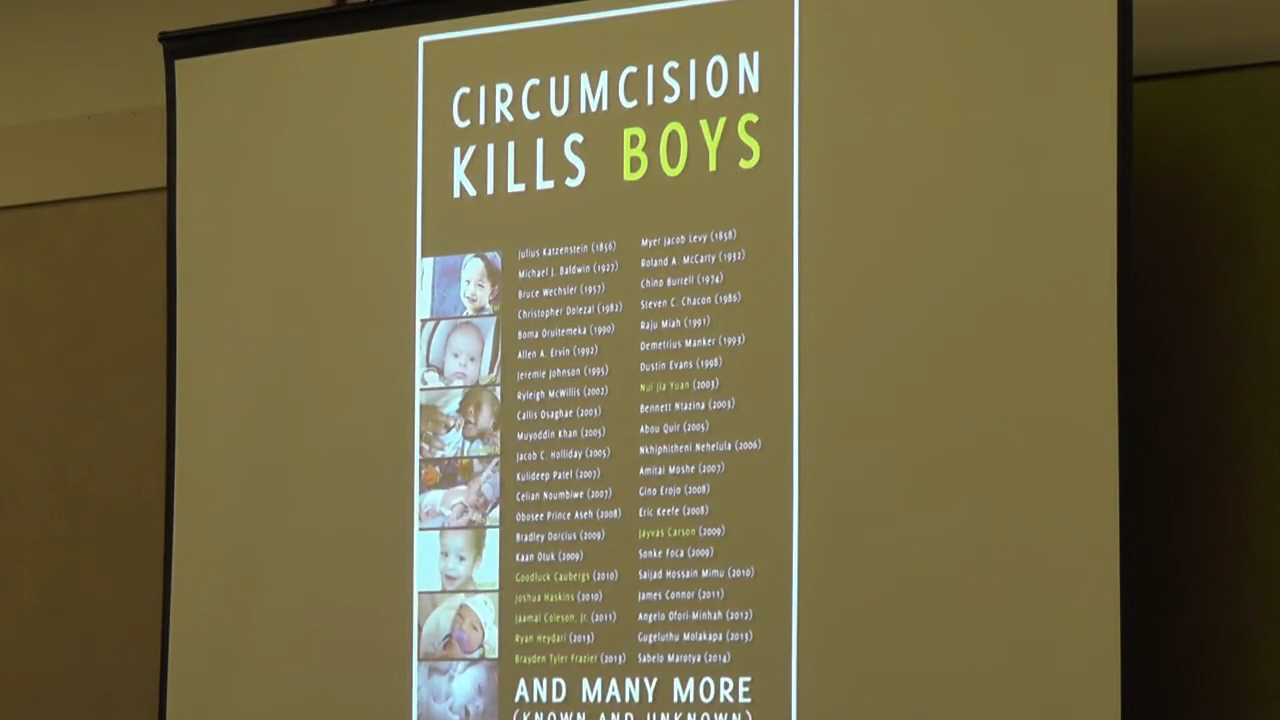 CIRCUMCISION
KILLS BOYS
Julius Katzenstein (1856)
Michael J. Baldwin (1927)
Bruce Wechsler (1957)
Christopher Dolezal (1982)
Boma Oruitemeka (1990)
Allen A. Ervin (1992)
Jeremie Johnson (1995)
Ryleigh McWillis (2002)
Callis Osaghae (2003)
Muyoddin Khan (2005)
Jacob C. Holliday (2005)
Kulideep Patel (2007)
Celian Noumbiwe (2007)
Obosee Prince Aseh (2008)
Bradley Dorcius (2009)
Kaan Otuk (2009)
Goodluck Caubergs (2010)
Joshua Haskins (2010)
Jaamal Coleson, Jr. (2011)
Ryan Heydari (2013)
Brayden Tyler Frazier (2013)
Myer Jacob Levy (1858)
Roland A. McCarty (1932)
Chino Burrell (1974)
Steven C. Chacon (1986)
Raju Miah (1991)
Demetrius Manker (1993)
Dustin Evans (1998)
Nui Jia Yuan (2003)
Bennett Ntazina (2003)
Abou Quir (2005)
Nkhiphitheni Nehelula (2006)
Amitai Moshe (2007)
Gino Erojo (2008)
Eric Keefe (2008)
Jayvas Carson (2009)
Sonke Foca (2009)
Saijad Hossain Mimu (2010)
James Connor (2011)
Angelo Ofori-Minhah (2012)
Gugeluthu Molakapa (2013)
Sabelo Marotya (2014)
AND MANY MORE
(KNOWN AND UNKNOWN)